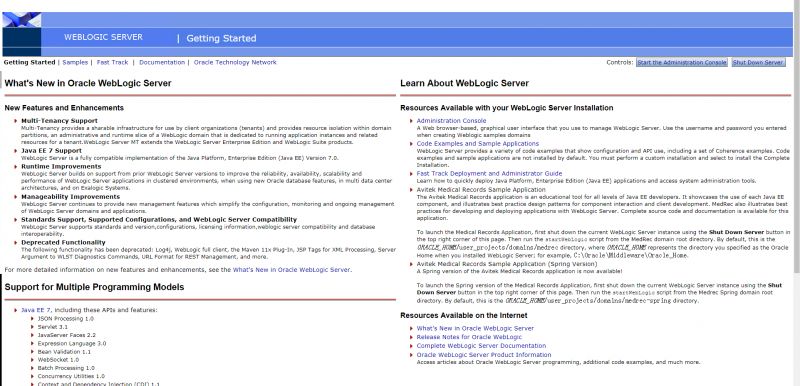 WEBLOGIC SERVER | Getting Started
Getting Started | Samples | Fast Track | Documentation | Oracle Technology Network
Controls: Start the Administration Console Shut Down Server
What's New in Oracle WebLogic Server
New Features and Enhancements
Multi-Tenancy Support
Multi-Tenancy provides a sharable infrastructure for use by client organizations (tenants) and provides resource isolation within domain
partitions, an administrative and runtime slice of a WebLogic domain that is dedicated to running application instances and related
resources for a tenant.WebLogic Server MT extends the WebLogic Server Enterprise Edition and WebLogic Suite products.
Java EE 7 Support
WebLogic Server is a fully compatible implementation of the Java Platform, Enterprise Edition (Java EE) Version 7.0.
Runtime Improvements
WebLogic Server builds on support from prior WebLogic Server versions to improve the reliability, availability, scalability and
performance of WebLogic Server applications in clustered environments, when using new Oracle database features, in multi data center
architectures, and on Exalogic Systems.
Manageability Improvements
WebLogic Server continues to provide new management features which simplify the configuration, monitoring and ongoing management
of WebLogic Server domains and applications.
Standards Support, Supported Configurations, and WebLogic Server Compatibility
WebLogic Server supports standards and version,configurations, licensing information,weblogic server compatibility and database
interoperability.
Deprecated Functionality
The following functionality has been deprecated: Log4j, WebLogic full client, the Maven 11x Plug-In, JSP Tags for XML Processing, Server
Argument to WLST Diagnostics Commands, URL Format for REST Management, and more.
For more detailed information on new features and enhancements, see the What's New in Oracle WebLogic Server.
Support for Multiple Programming Models
Java EE 7, including these APIs and features:
JSON Processing 1.0
Servlet 3.1
JavaServer Faces 2.2
Expression Language 3.0
Bean Validation 1.1
WebSocket 1.0
Batch Processing 1.0
Concurrency Utilities 1.0
Context and Dependency Injection (CDI) 1.1
Learn About WebLogic Server
Resources Available with your WebLogic Server Installation
Administration Console
A Web browser-based, graphical user interface that you use to manage WebLogic Server. Use the username and password you entered
when creating Weblogic samples domains
Code Examples and Sample Applications
WebLogic Server provides a variety of code examples that show configuration and API use, including a set of Coherence examples. Code
examples and sample applications are not installed by default. You must perform a custom installation and select to install the Complete
Installation.
Fast Track Deployment and Administrator Guide
Learn how to quickly deploy Java Platform, Enterprise Edition (Java EE) applications and access system administration tools.
Avitek Medical Records Sample Application
The Avitek Medical Records application is an educational tool for all levels of Java EE developers. It showcases the use of each Java EE
component, and illustrates best practice design patterns for component interaction and client development. MedRec also illustrates best
practices for developing and deploying applications with WebLogic Server. Complete source code and documentation is available for this
application.
To launch the Medical Records Application, first shut down the current WebLogic Server instance using the Shut Down Server button in
the top right corner of this page. Then run the startWebLogic script from the MedRec domain root directory. By default, this is the
ORACLE_HOME/user_projects/domains/medrec directory, where ORACLE_HOME represents the directory you specified as the Oracle
Home when you installed WebLogic Server; for example, C:\Oracle\Middleware\Oracle_Home.
Avitek Medical Records Sample Application (Spring Version)
A Spring version of the Avitek Medical Records application is now available!
To launch the Spring version of the Medical Records Application, first shut down the current WebLogic Server instance using the Shut
Down Server button in the top right corner of this page. Then run the startWebLogic script from the Medrec Spring domain root
directory. By default, this is the ORACLE_HOME/user_projects/domains/medrec-spring directory.
Resources Available on the Internet
What's New in Oracle WebLogic Server
Release Notes for Oracle WebLogic
Complete WebLogic Server Documentation
Oracle WebLogic Server Product Information
Access articles about Oracle WebLogic Server programming, additional code examples, and much more.